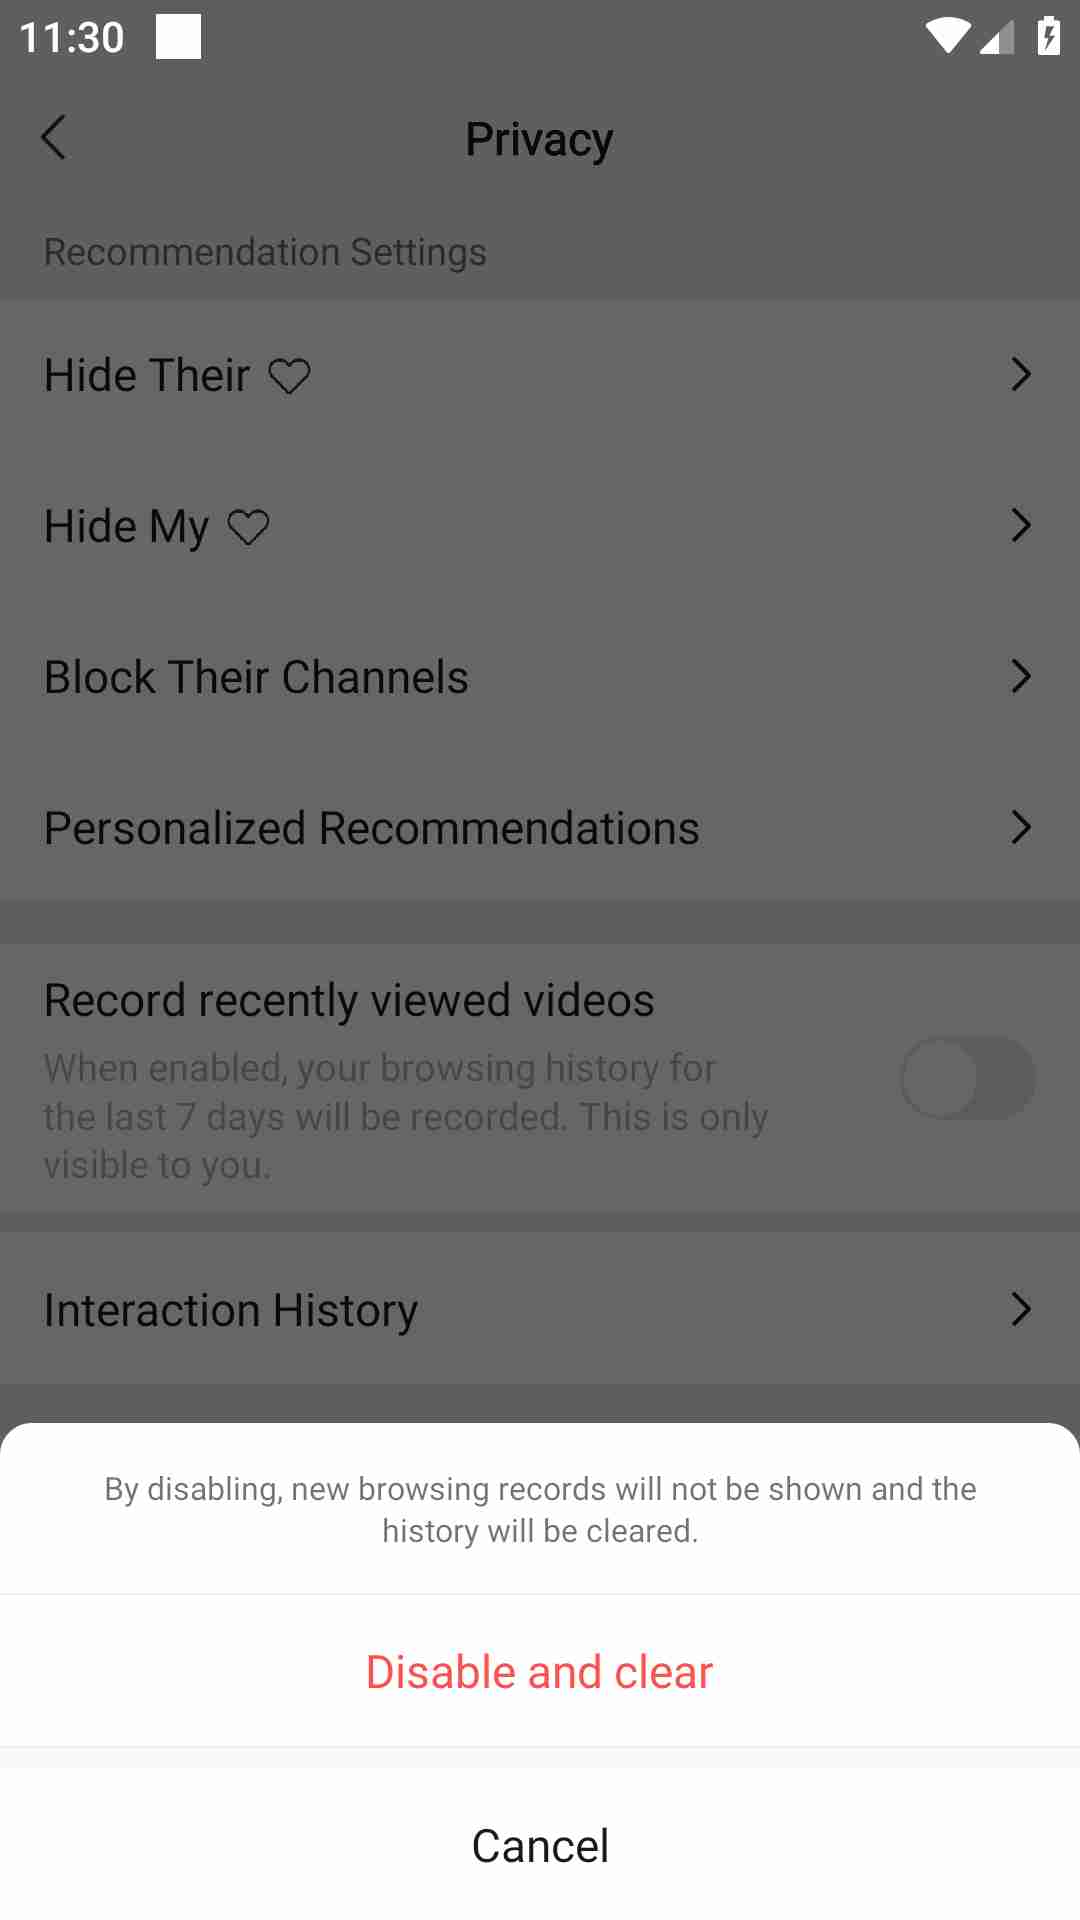 11:30
Privacy
Recommendation Settings
Hide Their
Hide My
Block Their Channels
Personalized Recommendations
Record recently viewed videos
When enabled, your browsing history for
the last 7 days will be recorded. This is only
visible to you.
Interaction History
By disabling, new browsing records will not be shown and the
history will be cleared.
Disable and clear
Cancel